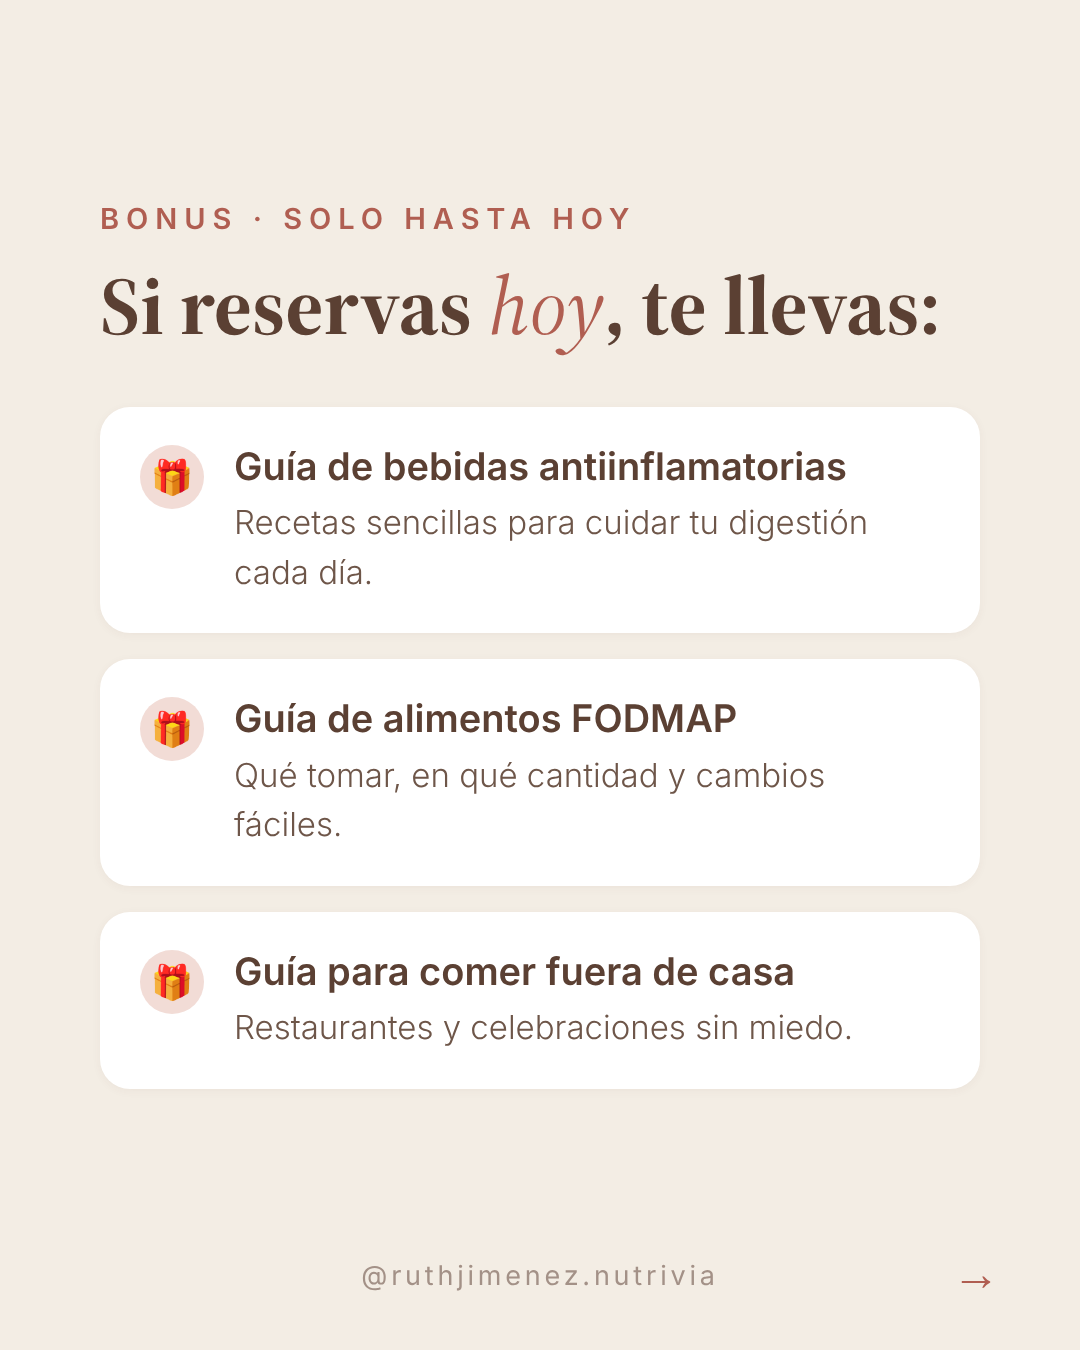 BONUS · SOLO HASTA HOY
Si reservas hoy, te llevas:
Guía de bebidas antiinflamatorias
Recetas sencillas para cuidar tu digestión
cada día.
Guía de alimentos FODMAP
Qué tomar, en qué cantidad y cambios
fáciles.
Guía para comer fuera de casa
Restaurantes y celebraciones sin miedo.
@ruthjimenez.nutrivia →